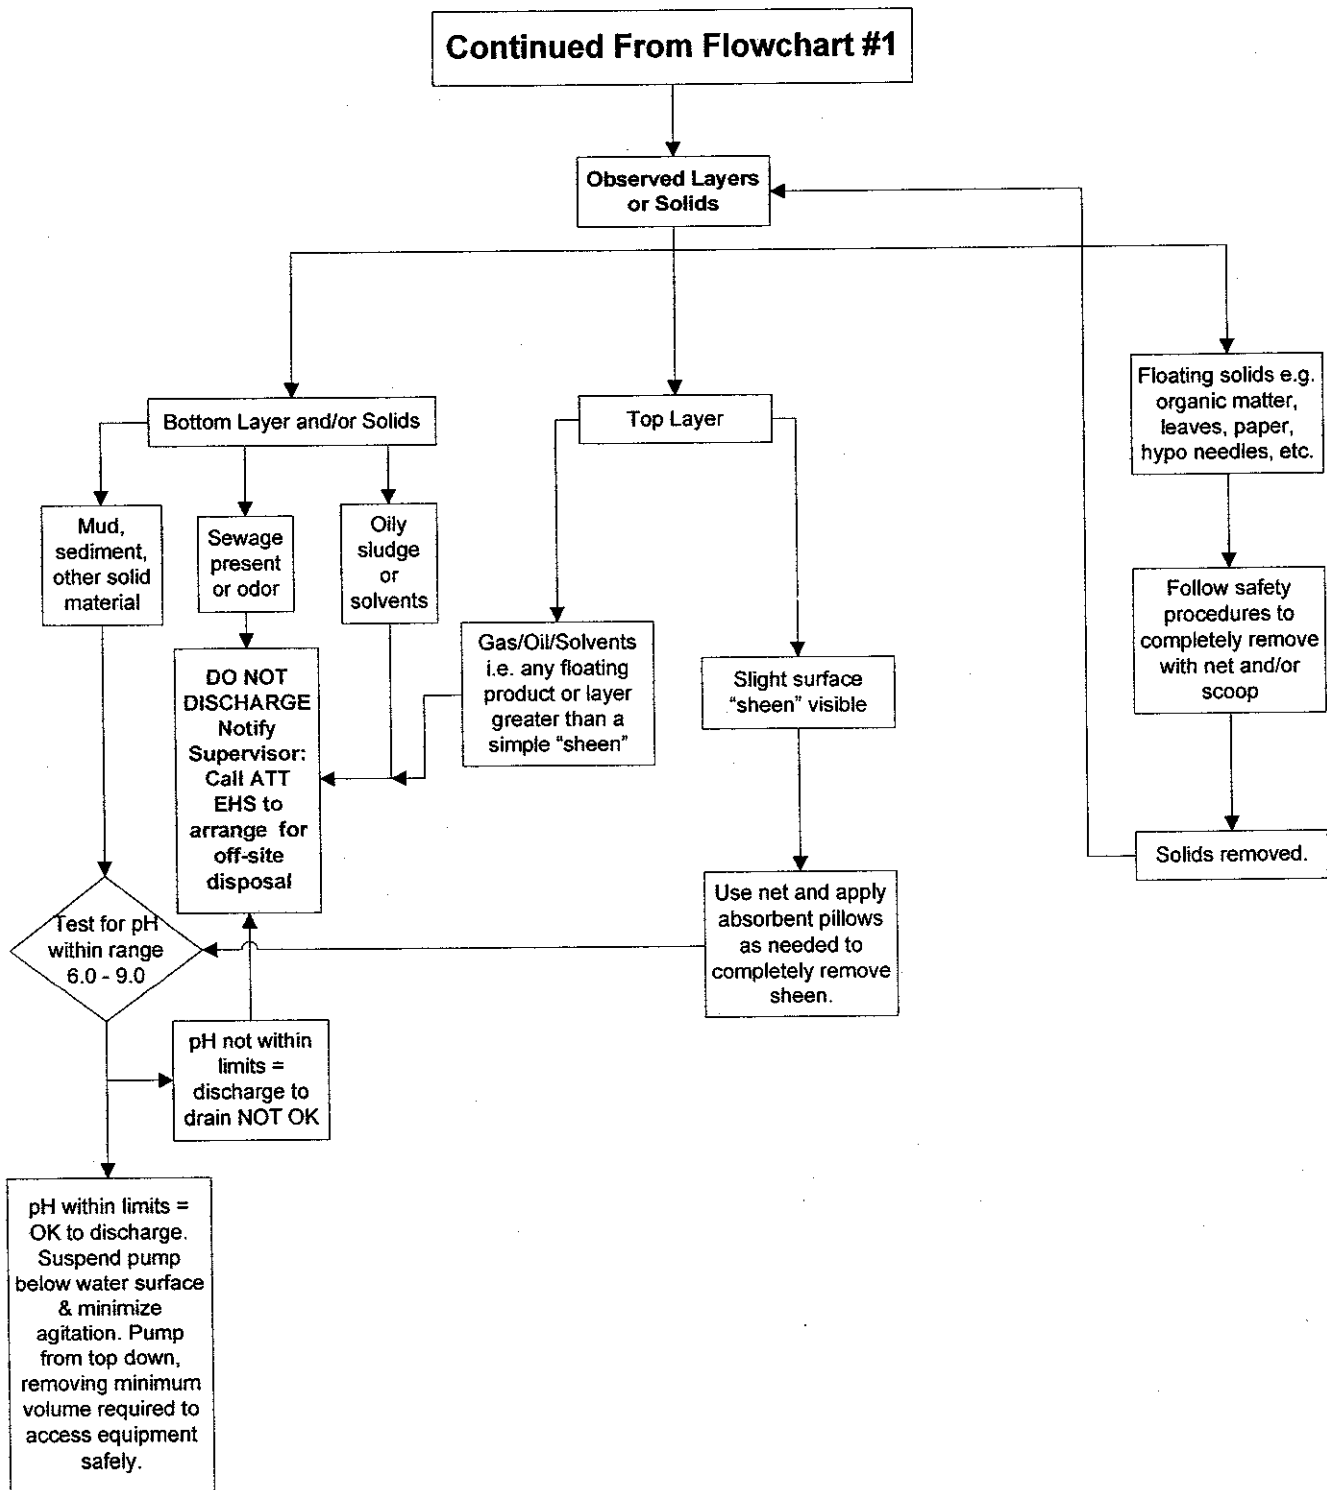 Continued From Flowchart #1
Observed Layers
or Solids
Bottom Layer and/or Solids
Top Layer
Floating solids e.g.
organic matter,
leaves, paper,
hypo needles, etc.
Mud,
sediment,
other solid
material
Sewage
present
or odor
Oily
sludge
or
solvents
Gas/Oil/Solvents
i.e. any floating
product or layer
greater than a
simple “sheen”
Slight surface
“sheen” visible
Follow safety
procedures to
completely remove
with net and/or
scoop
DO NOT
DISCHARGE
Notify
Supervisor:
Call ATT
EHS to
arrange for
off-site
disposal
Solids removed.
Test for pH
within range
6.0 - 9.0
Use net and apply
absorbent pillows
as needed to
completely remove
sheen.
pH not within
limits =
discharge to
drain NOT OK
pH within limits =
OK to discharge.
Suspend pump
below water surface
& minimize
agitation. Pump
from top down,
removing minimum
volume required to
access equipment
safely.